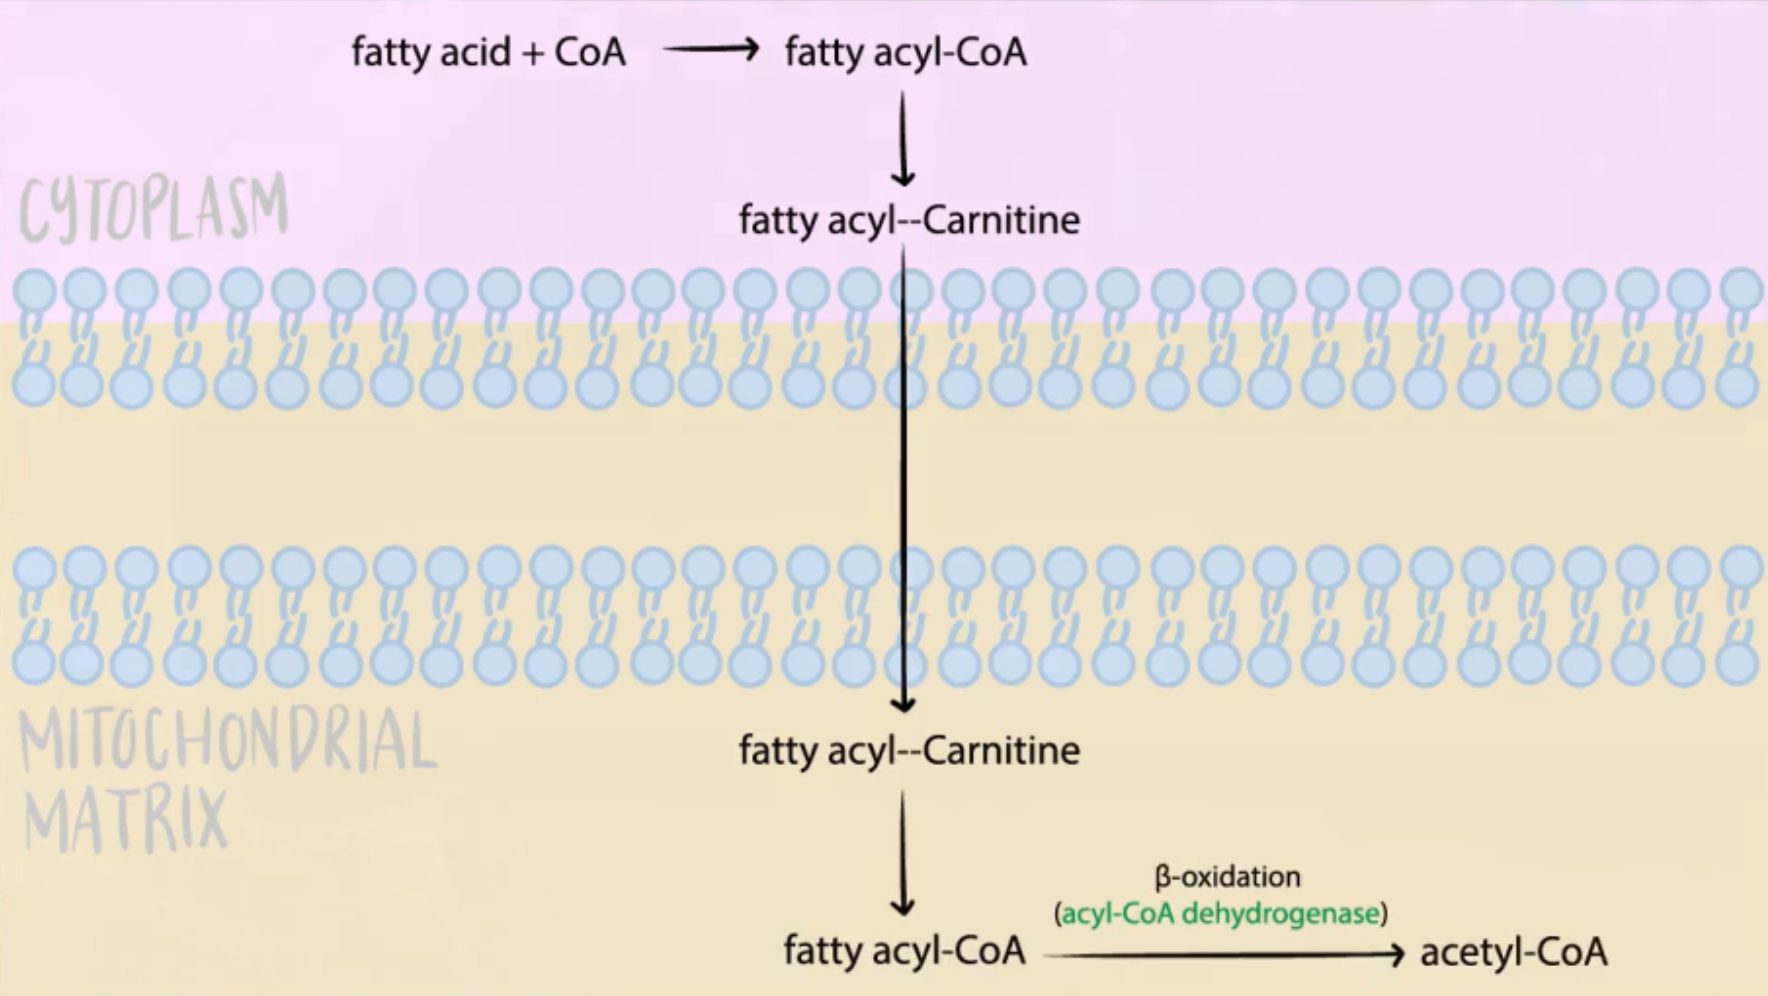 fatty acid + CoA → fatty acyl-CoA
CYTOPLASM
fatty acyl--Carnitine
MITOCHONDRIAL
MATRIX
fatty acyl--Carnitine
β-oxidation
(acyl-CoA dehydrogenase)
fatty acyl-CoA → acetyl-CoA